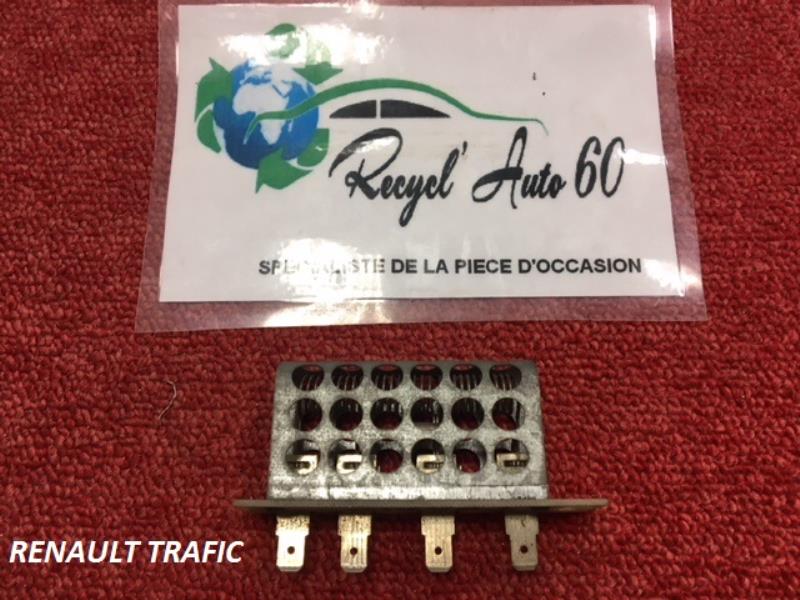 Recycl' Auto 60
SPECIALISTE DE LA PIECE D'OCCASION
RENAULT TRAFIC